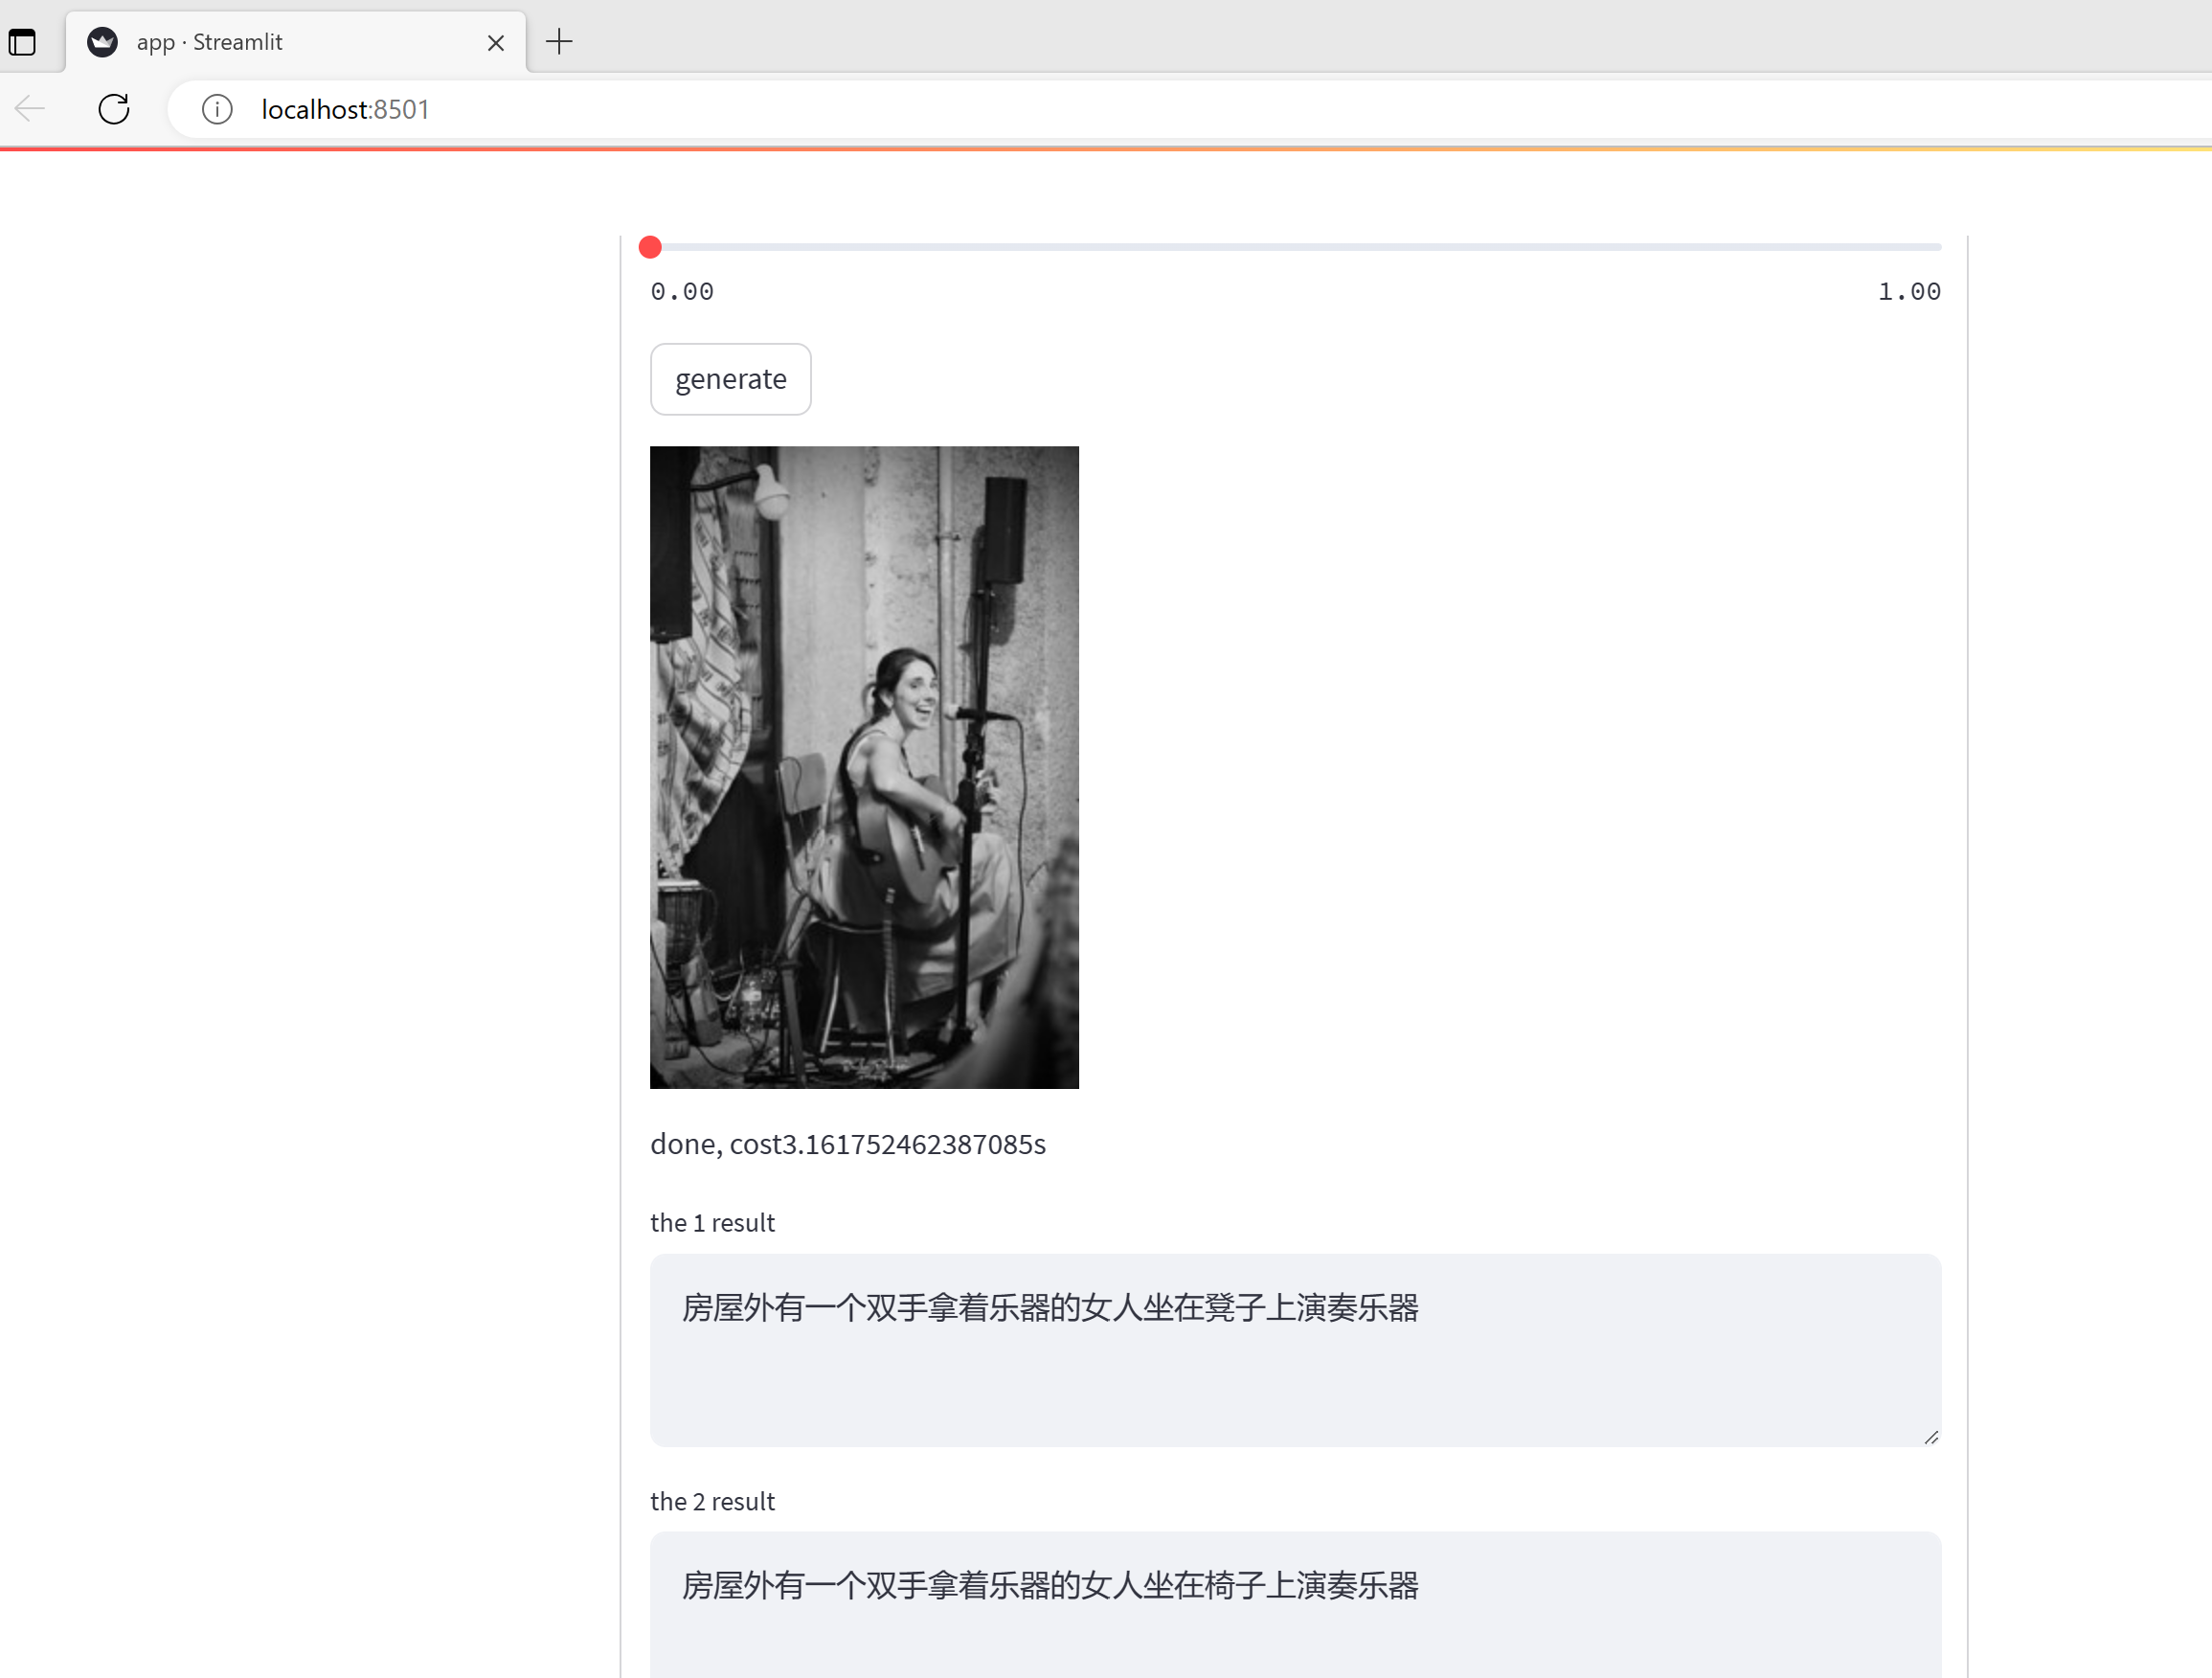 app · Streamlit
localhost:8501
0.00
1.00
generate
done, cost3.161752462387085s
the 1 result
房屋外有一个双手拿着乐器的女人坐在凳子上演奏乐器
the 2 result
房屋外有一个双手拿着乐器的女人坐在椅子上演奏乐器